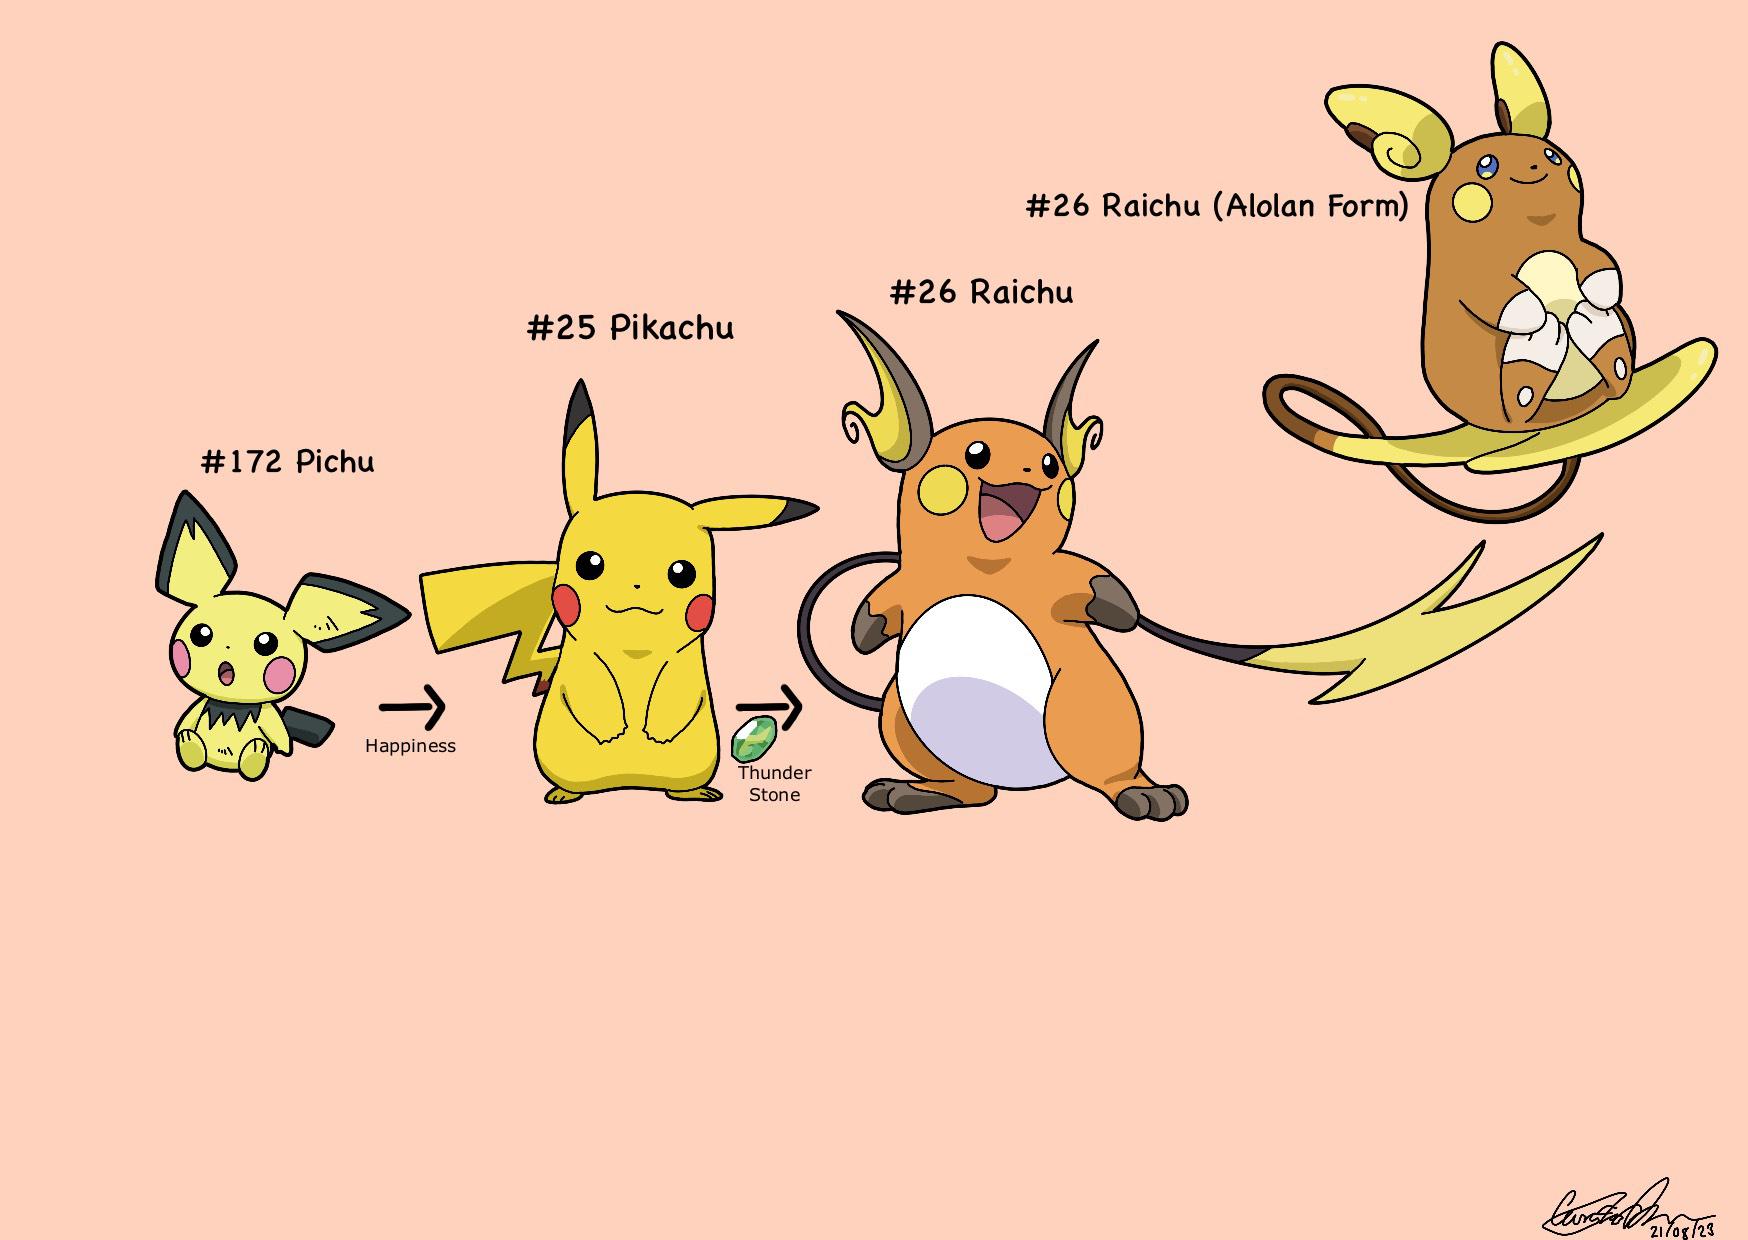 #26 Raichu (Alolan Form)
#26 Raichu
#25 Pikachu
#172 Pichu
Happiness
Thunder
Stone
21/08/23